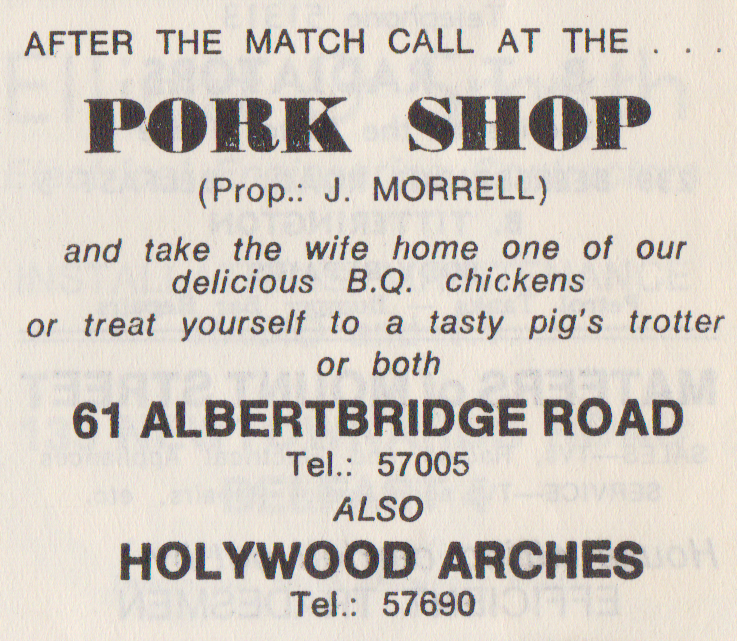 AFTER THE MATCH CALL AT THE . . .
PORK SHOP
(Prop.: J. MORRELL)
and take the wife home one of our
delicious B.Q. chickens
or treat yourself to a tasty pig's trotter
or both
61 ALBERTBRIDGE ROAD
Tel.: 57005
ALSO
HOLYWOOD ARCHES
Tel.: 57690